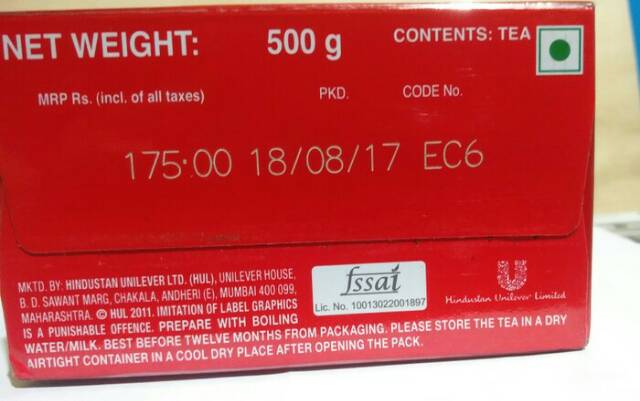 NET WEIGHT: 500 g CONTENTS: TEA
MRP Rs. (incl. of all taxes) PKD. CODE No.
175·00 18/08/17 EC6
MKTD. BY: HINDUSTAN UNILEVER LTD. (HUL), UNILEVER HOUSE,
B. D. SAWANT MARG, CHAKALA, ANDHERI (E), MUMBAI 400 099,
MAHARASHTRA. © HUL 2011. IMITATION OF LABEL GRAPHICS
IS A PUNISHABLE OFFENCE. PREPARE WITH BOILING
WATER/MILK. BEST BEFORE TWELVE MONTHS FROM PACKAGING. PLEASE STORE THE TEA IN A DRY
AIRTIGHT CONTAINER IN A COOL DRY PLACE AFTER OPENING THE PACK.
fssai
Lic. No. 10013022001897
Hindustan Unilever Limited